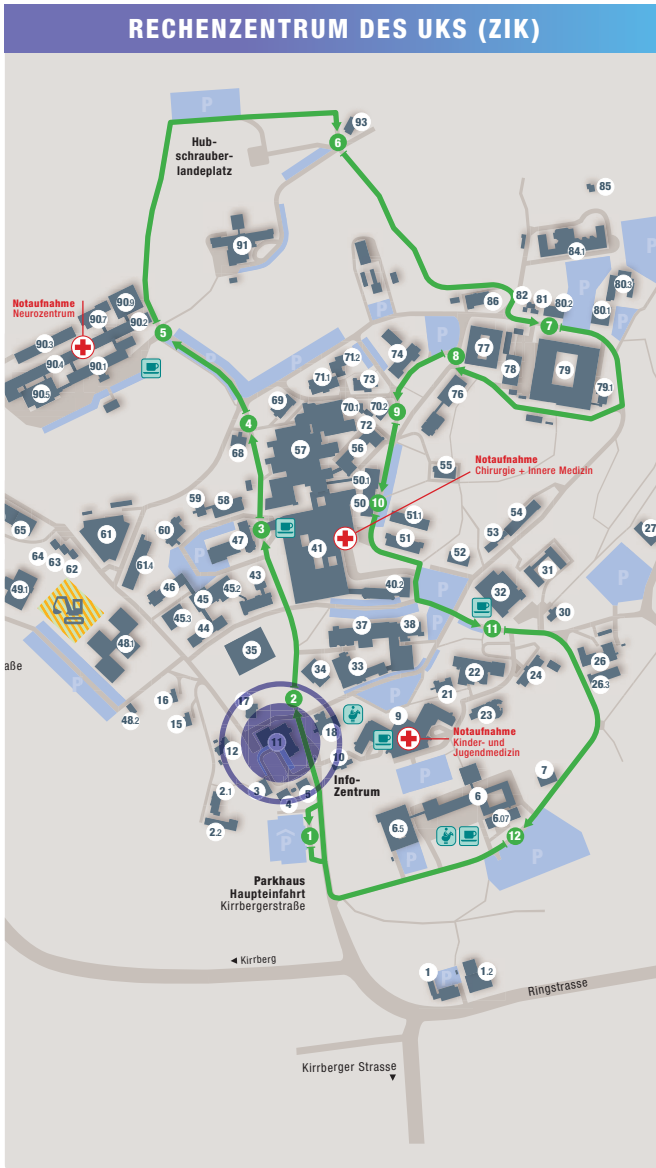 RECHENZENTRUM DES UKS (ZIK)
P
93
Hub-
schrauber-
landeplatz
6
85
91
84.1
P
Notaufnahme
Neurozentrum
90.9
90.7
90.2
90.3
90.4
90.1
90.5
5
P
P
P
86
82
81
80.2
80.3
80.1
P
7
P
8
77
78
79
79.1
74
71.2
71.1
73
76
69
70.1
70.2
9
4
72
68
57
56
Notaufnahme
Chirurgie + Innere Medizin
55
50.1
50
10
59
58
51.1
54
53
65
61
60
3
47
41
51
52
27
64
63
62
61.4
P
31
49.1
46
45
45.2
43
40.2
P
32
P
30
45.3
44
37
38
11
48.1
35
26
aße
P
34
33
22
24
26.3
16
17
2
P
21
48.2
15
18
9
23
11
12
10
Notaufnahme
Kinder- und
Jugendmedizin
Info-
Zentrum
P
7
2.1
3
4
5
6
2.2
1
P
6.5
6.07
12
P
P
Parkhaus
Haupteinfahrt
Kirrbergerstraße
◄ Kirrberg
1
P
1.2
Ringstrasse
Kirrberger Strasse
▼